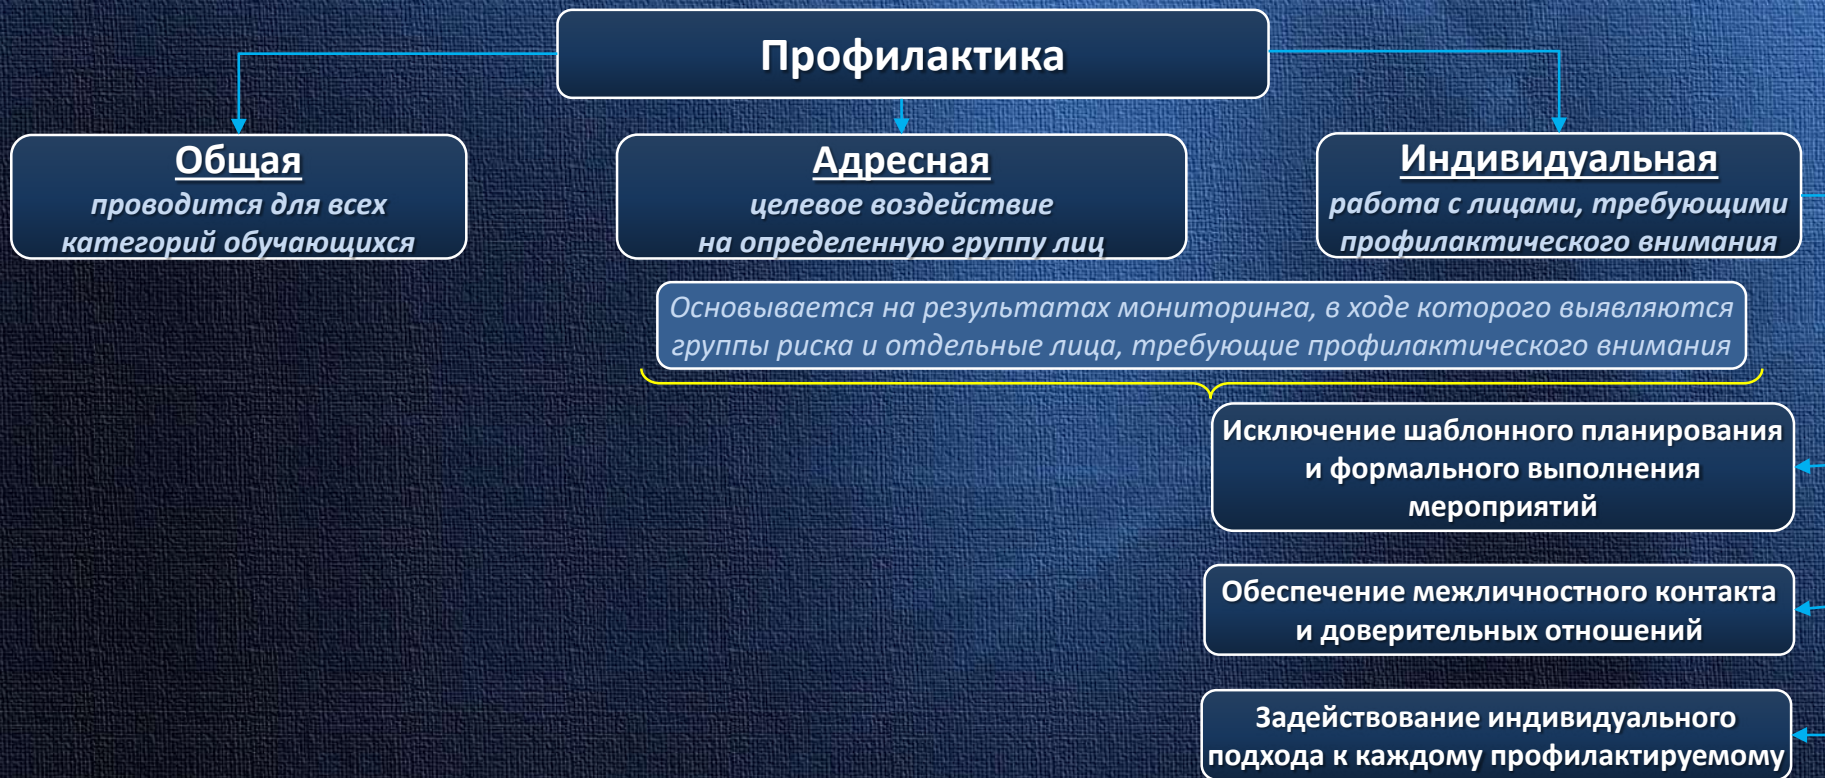 Профилактика
Общая
проводится для всех
категорий обучающихся
Адресная
целевое воздействие
на определенную группу лиц
Индивидуальная
работа с лицами, требующими
профилактического внимания
Основывается на результатах мониторинга, в ходе которого выявляются
группы риска и отдельные лица, требующие профилактического внимания
Исключение шаблонного планирования
и формального выполнения
мероприятий
Обеспечение межличностного контакта
и доверительных отношений
Задействование индивидуального
подхода к каждому профилактируемому